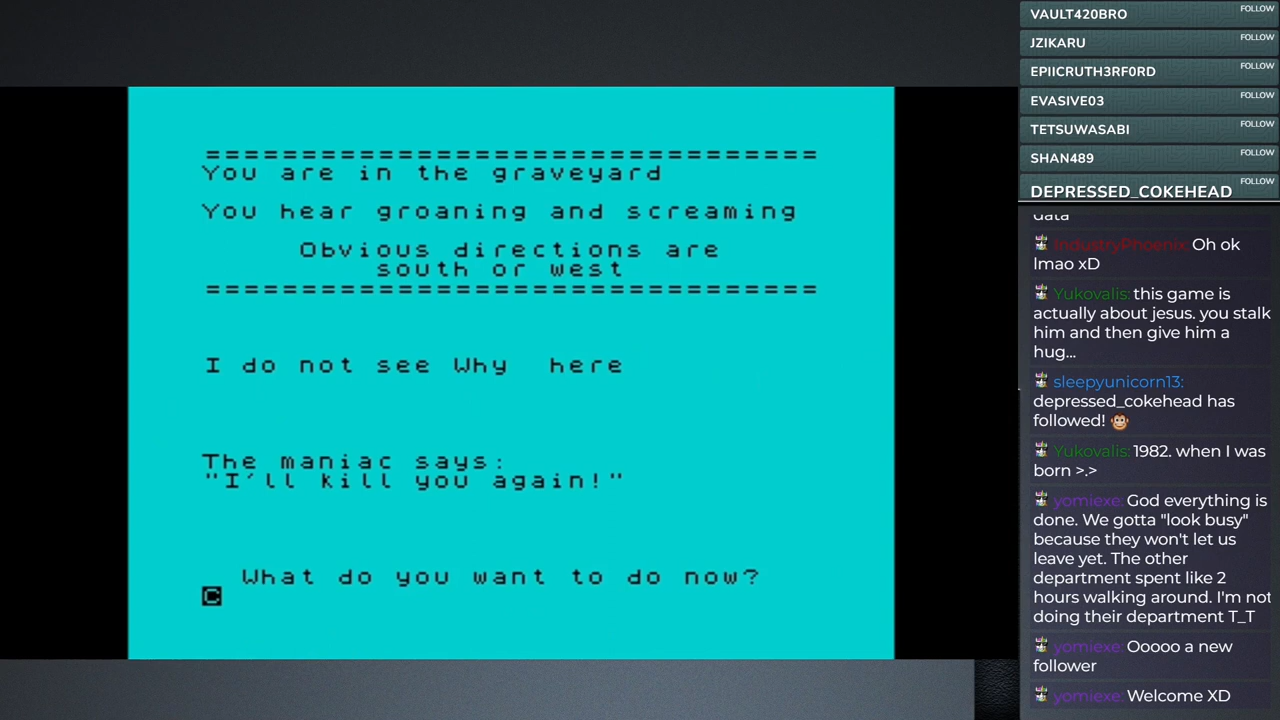 ================================
You are in the graveyard
You hear groaning and screaming
Obvious directions are
south or west
================================
I do not see Why  here
The maniac says:
"I'll kill you again!"
What do you want to do now?
C
VAULT420BRO FOLLOW
JZIKARU FOLLOW
EPIICRUTH3RF0RD FOLLOW
EVASIVE03 FOLLOW
TETSUWASABI FOLLOW
SHAN489 FOLLOW
DEPRESSED_COKEHEAD FOLLOW
data
IndustryPhoenix: Oh ok
lmao xD
Yukovalis: this game is
actually about jesus. you stalk
him and then give him a
hug...
sleepyunicorn13:
depressed_cokehead has
followed! 🐵
Yukovalis: 1982. when I was
born >.>
yomiexe: God everything is
done. We gotta "look busy"
because they won't let us
leave yet. The other
department spent like 2
hours walking around. I'm not
doing their department T_T
yomiexe: Ooooo a new
follower
yomiexe: Welcome XD